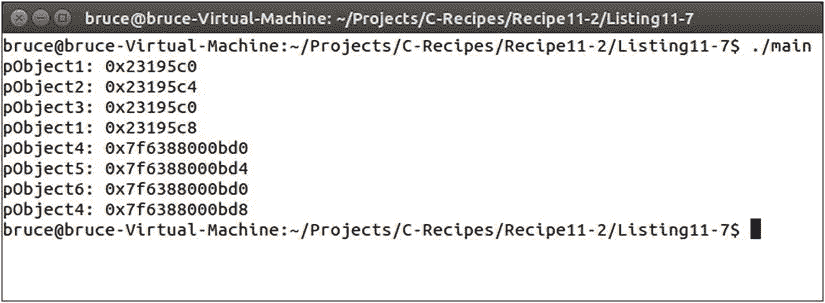 bruce@bruce-Virtual-Machine: ~/Projects/C-Recipes/Recipe11-2/Listing11-7
bruce@bruce-Virtual-Machine:~/Projects/C-Recipes/Recipe11-2/Listing11-7$ ./main
pObject1: 0x23195c0
pObject2: 0x23195c4
pObject3: 0x23195c0
pObject1: 0x23195c8
pObject4: 0x7f6388000bd0
pObject5: 0x7f6388000bd4
pObject6: 0x7f6388000bd0
pObject4: 0x7f6388000bd8
bruce@bruce-Virtual-Machine:~/Projects/C-Recipes/Recipe11-2/Listing11-7$